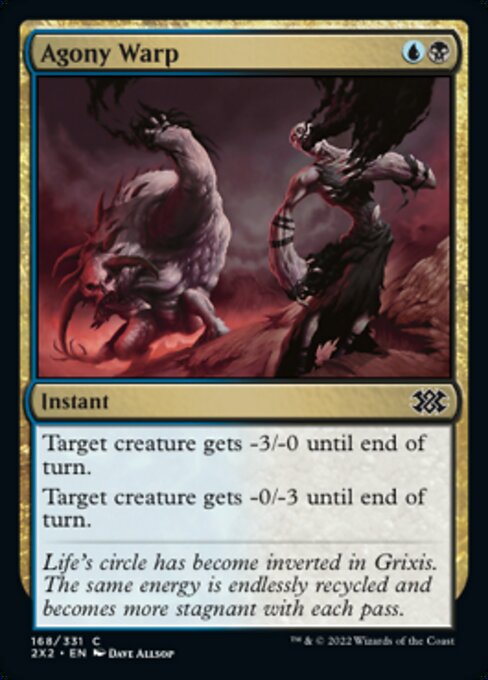 Agony Warp
Instant
Target creature gets -3/-0 until end of
turn.
Target creature gets -0/-3 until end of
turn.
Life's circle has become inverted in Grixis.
The same energy is endlessly recycled and
becomes more stagnant with each pass.
168/331 C
2X2 • EN Dave Allsop
™ & © 2022 Wizards of the Coast